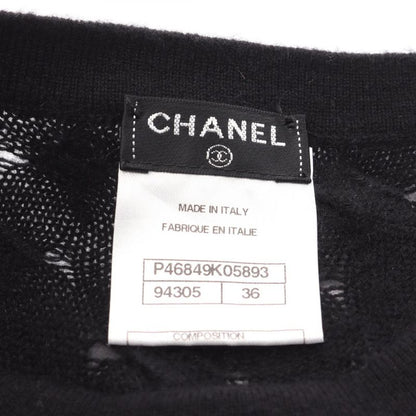 CHANEL
MADE IN ITALY
FABRIQUE EN ITALIE
P46849K05893
94305 36
COMPOSITION